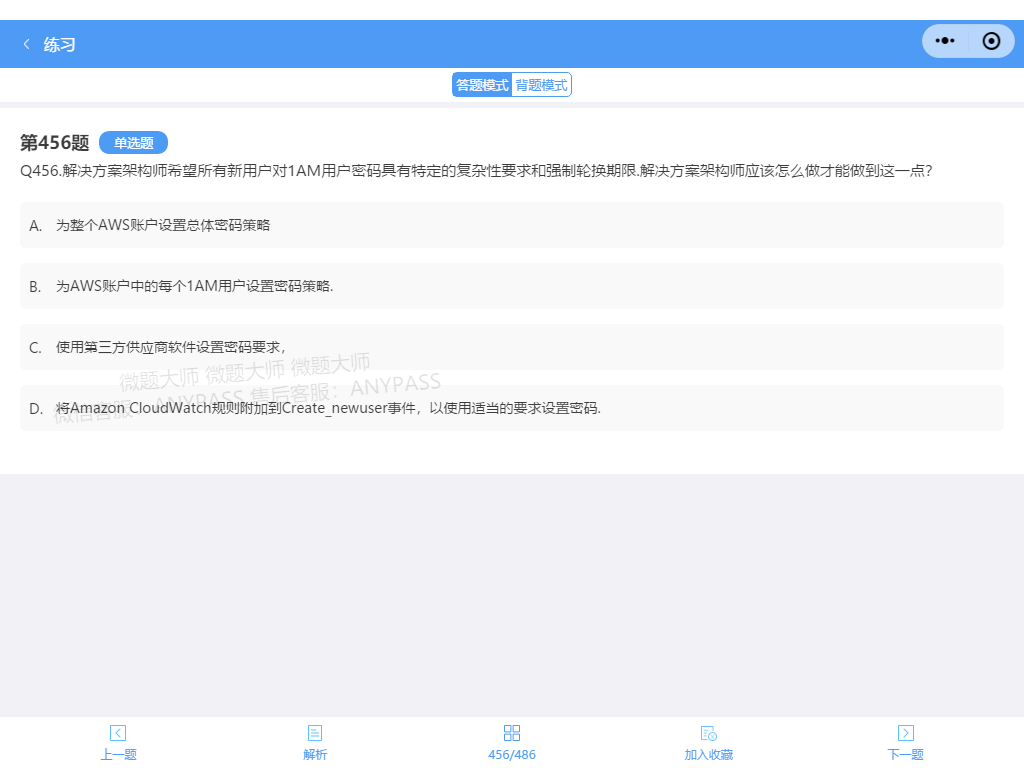 练习
答题模式 背题模式
第456题 单选题
Q456.解决方案架构师希望所有新用户对1AM用户密码具有特定的复杂性要求和强制轮换期限.解决方案架构师应该怎么做才能做到这一点?
A. 为整个AWS账户设置总体密码策略
B. 为AWS账户中的每个1AM用户设置密码策略.
C. 使用第三方供应商软件设置密码要求,
微题大师 微题大师 微题大师
微信客服: ANYPASS 售后客服: ANYPASS
D. 将Amazon CloudWatch规则附加到Create_newuser事件，以使用适当的要求设置密码.
上一题 解析 456/486 加入收藏 下一题